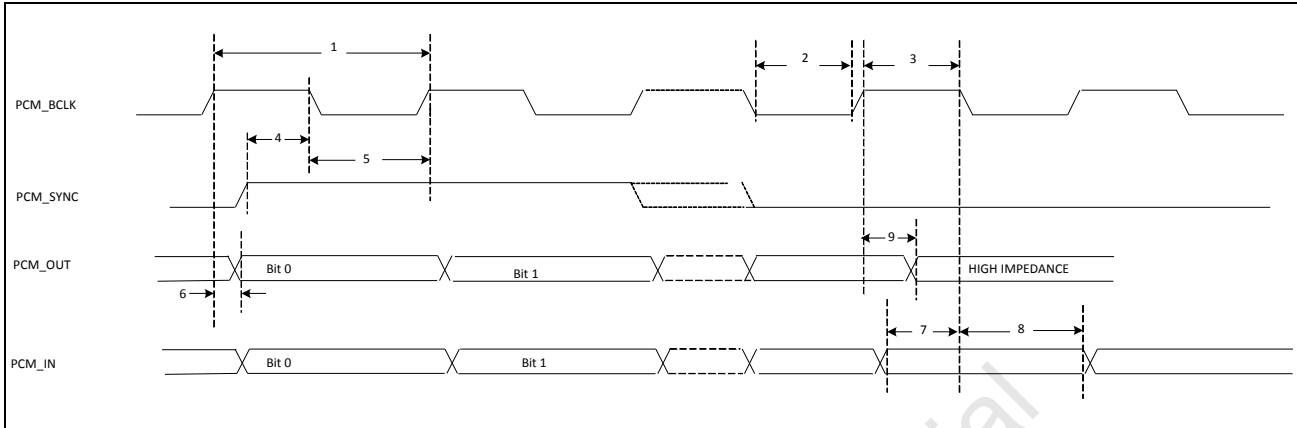 1
2
3
PCM_BCLK
4
5
PCM_SYNC
9
PCM_OUT
Bit 0
Bit 1
HIGH IMPEDANCE
6
7
8
PCM_IN
Bit 0
Bit 1